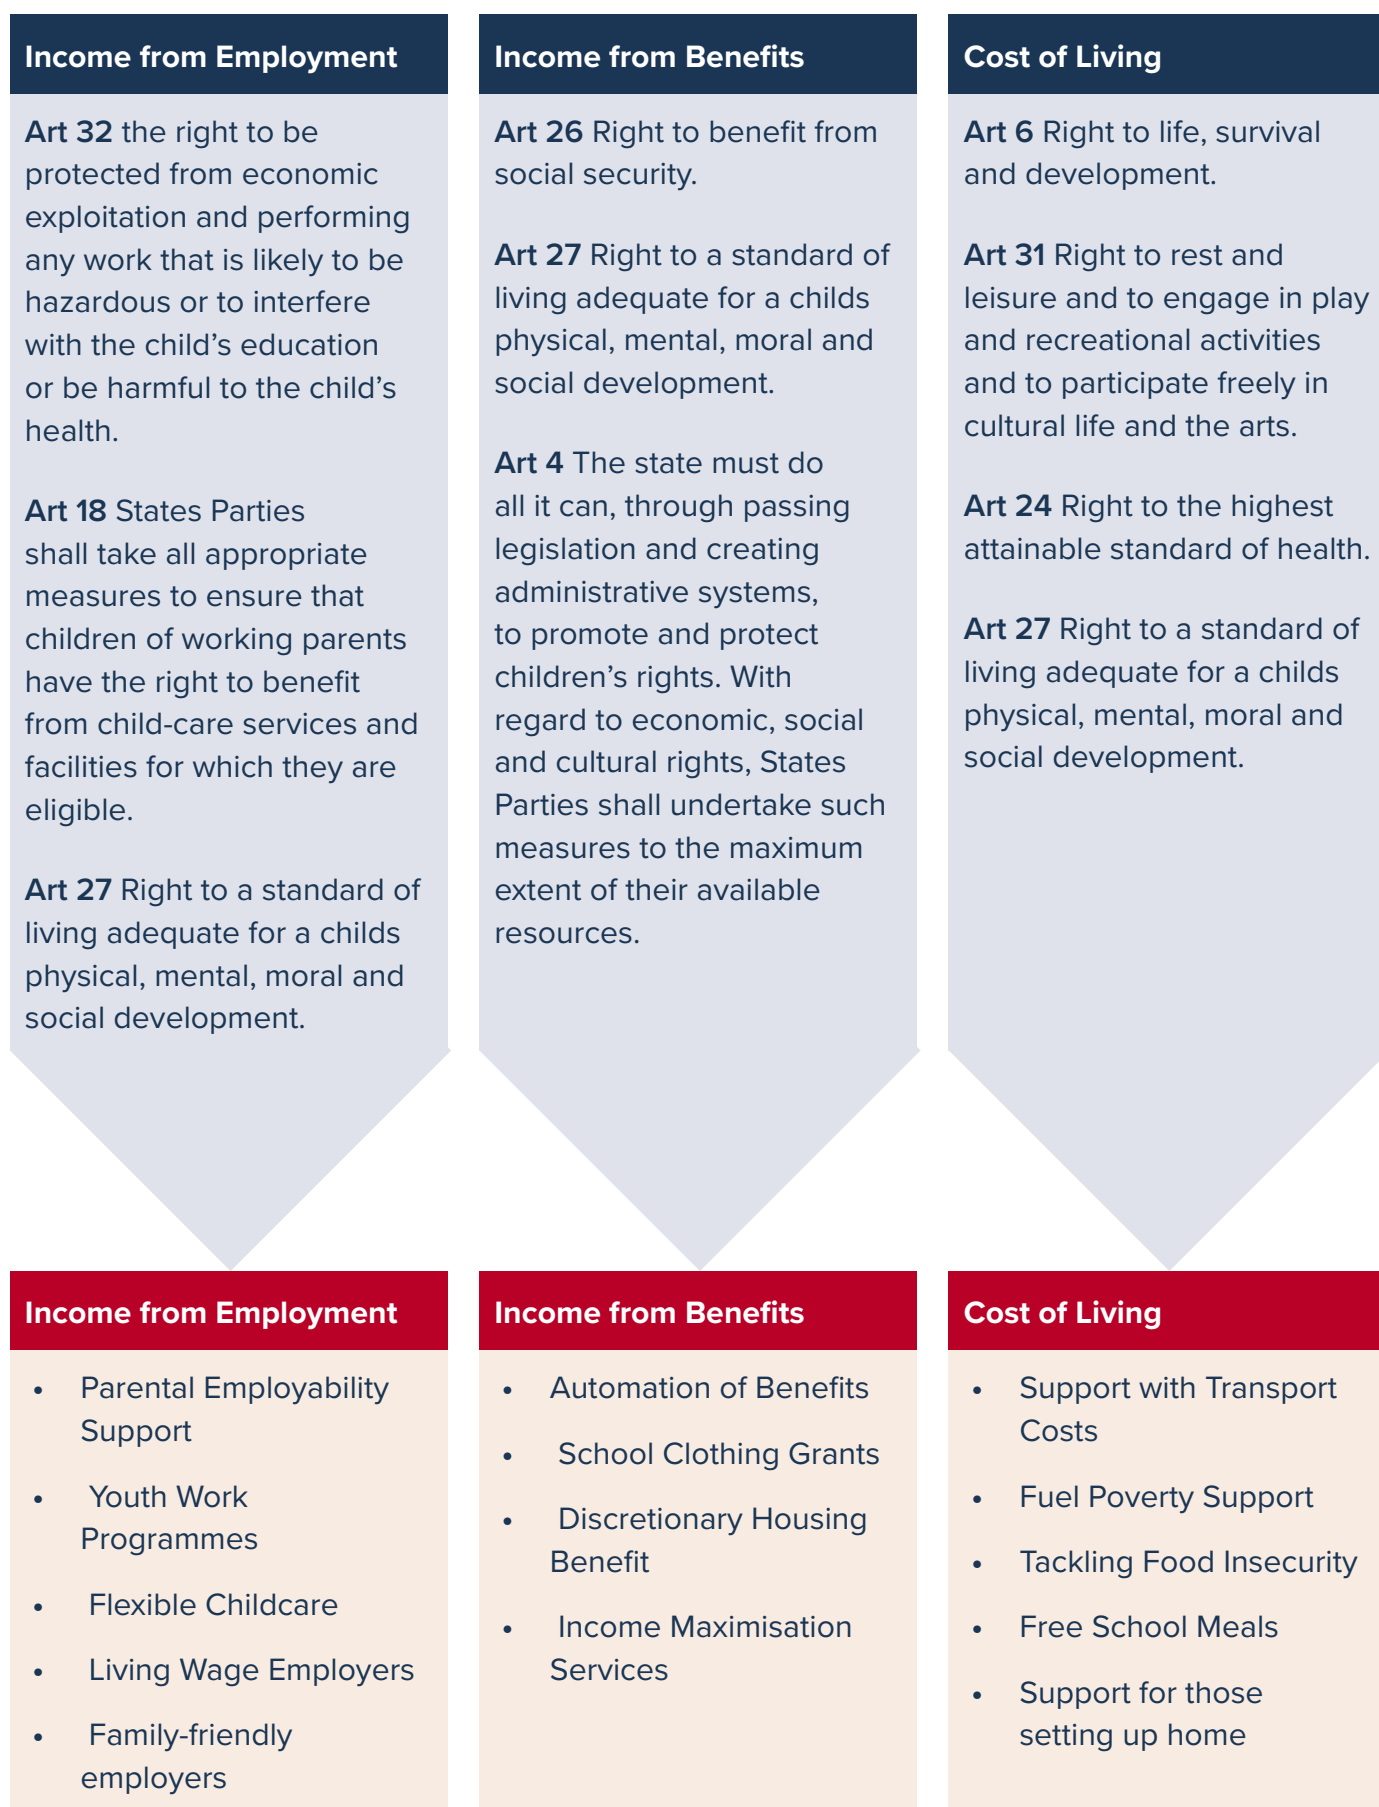 Income from Employment
Art 32 the right to be
protected from economic
exploitation and performing
any work that is likely to be
hazardous or to interfere
with the child’s education
or be harmful to the child’s
health.
Art 18 States Parties
shall take all appropriate
measures to ensure that
children of working parents
have the right to benefit
from child-care services and
facilities for which they are
eligible.
Art 27 Right to a standard of
living adequate for a childs
physical, mental, moral and
social development.
Income from Benefits
Art 26 Right to benefit from
social security.
Art 27 Right to a standard of
living adequate for a childs
physical, mental, moral and
social development.
Art 4 The state must do
all it can, through passing
legislation and creating
administrative systems,
to promote and protect
children’s rights. With
regard to economic, social
and cultural rights, States
Parties shall undertake such
measures to the maximum
extent of their available
resources.
Cost of Living
Art 6 Right to life, survival
and development.
Art 31 Right to rest and
leisure and to engage in play
and recreational activities
and to participate freely in
cultural life and the arts.
Art 24 Right to the highest
attainable standard of health.
Art 27 Right to a standard of
living adequate for a childs
physical, mental, moral and
social development.
Income from Employment
• Parental Employability
Support
• Youth Work
Programmes
• Flexible Childcare
• Living Wage Employers
• Family-friendly
employers
Income from Benefits
• Automation of Benefits
• School Clothing Grants
• Discretionary Housing
Benefit
• Income Maximisation
Services
Cost of Living
• Support with Transport
Costs
• Fuel Poverty Support
• Tackling Food Insecurity
• Free School Meals
• Support for those
setting up home